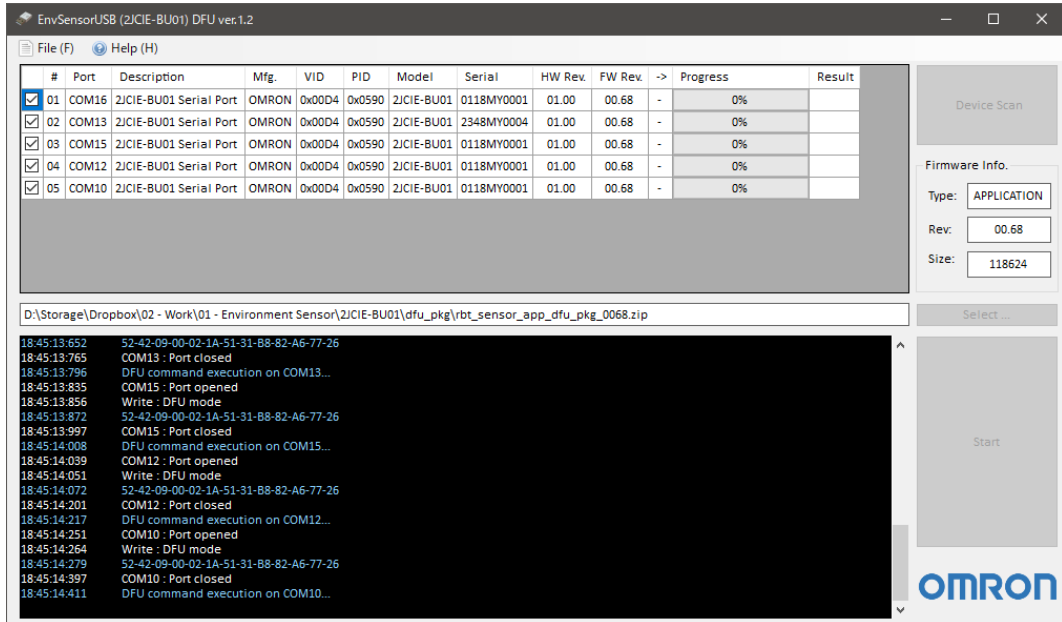 EnvSensorUSB (2JCIE-BU01) DFU ver.1.2
File (F) Help (H)
# Port Description Mfg. VID PID Model Serial HW Rev. FW Rev. -> Progress Result
01 COM16 2JCIE-BU01 Serial Port OMRON 0x00D4 0x0590 2JCIE-BU01 0118MY0001 01.00 00.68 - 0%
02 COM13 2JCIE-BU01 Serial Port OMRON 0x00D4 0x0590 2JCIE-BU01 2348MY0004 01.00 00.68 - 0%
03 COM15 2JCIE-BU01 Serial Port OMRON 0x00D4 0x0590 2JCIE-BU01 0118MY0001 01.00 00.68 - 0%
04 COM12 2JCIE-BU01 Serial Port OMRON 0x00D4 0x0590 2JCIE-BU01 0118MY0001 01.00 00.68 - 0%
05 COM10 2JCIE-BU01 Serial Port OMRON 0x00D4 0x0590 2JCIE-BU01 0118MY0001 01.00 00.68 - 0%
Device Scan
Firmware Info.
Type: APPLICATION
Rev: 00.68
Size: 118624
D:\Storage\Dropbox\02 - Work\01 - Environment Sensor\2JCIE-BU01\dfu_pkg\rbt_sensor_app_dfu_pkg_0068.zip
Select ...
18:45:13:652 52-42-09-00-02-1A-51-31-B8-82-A6-77-26
18:45:13:765 COM13 : Port closed
18:45:13:796 DFU command execution on COM13...
18:45:13:835 COM15 : Port opened
18:45:13:856 Write : DFU mode
18:45:13:872 52-42-09-00-02-1A-51-31-B8-82-A6-77-26
18:45:13:997 COM15 : Port closed
18:45:14:008 DFU command execution on COM15...
18:45:14:039 COM12 : Port opened
18:45:14:051 Write : DFU mode
18:45:14:072 52-42-09-00-02-1A-51-31-B8-82-A6-77-26
18:45:14:201 COM12 : Port closed
18:45:14:217 DFU command execution on COM12...
18:45:14:251 COM10 : Port opened
18:45:14:264 Write : DFU mode
18:45:14:279 52-42-09-00-02-1A-51-31-B8-82-A6-77-26
18:45:14:397 COM10 : Port closed
18:45:14:411 DFU command execution on COM10...
Start
OMRON